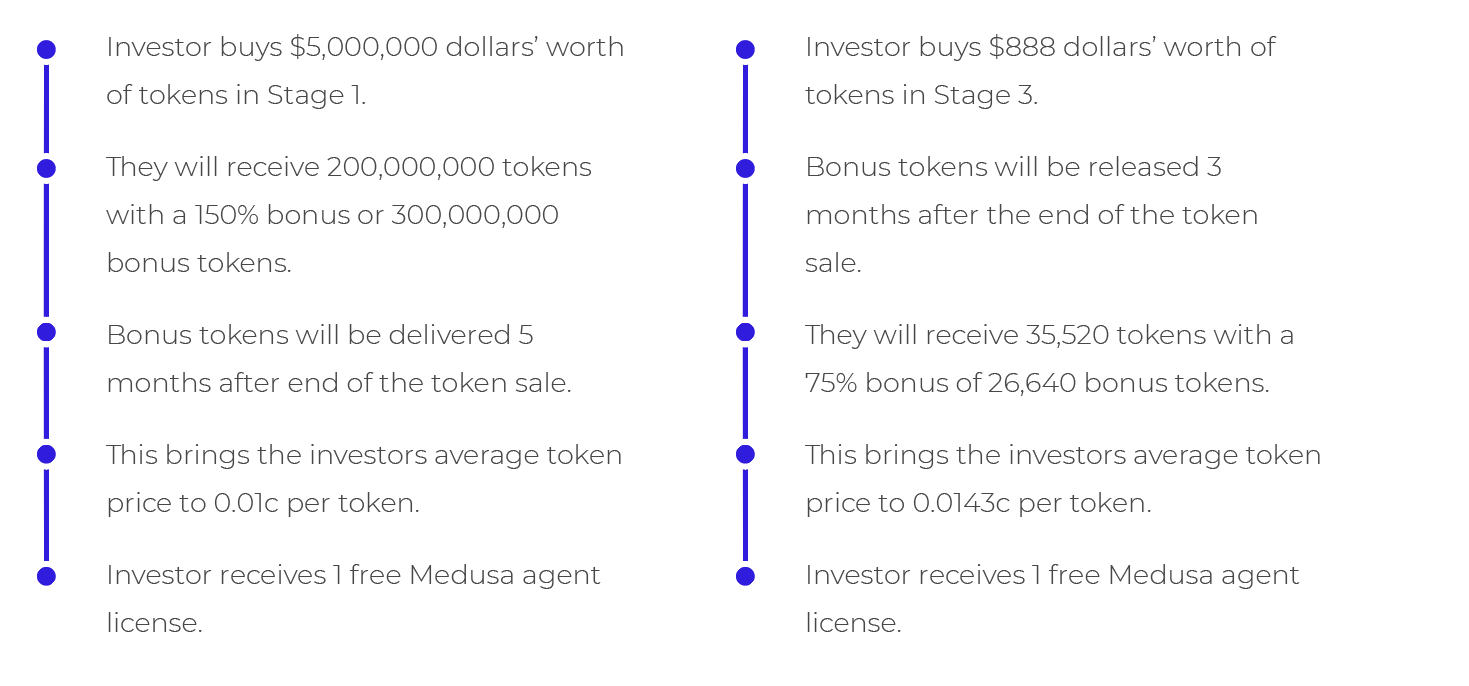 Investor buys $5,000,000 dollars’ worth
of tokens in Stage 1.
They will receive 200,000,000 tokens
with a 150% bonus or 300,000,000
bonus tokens.
Bonus tokens will be delivered 5
months after end of the token sale.
This brings the investors average token
price to 0.01c per token.
Investor receives 1 free Medusa agent
license.
Investor buys $888 dollars’ worth of
tokens in Stage 3.
Bonus tokens will be released 3
months after the end of the token
sale.
They will receive 35,520 tokens with a
75% bonus of 26,640 bonus tokens.
This brings the investors average token
price to 0.0143c per token.
Investor receives 1 free Medusa agent
license.